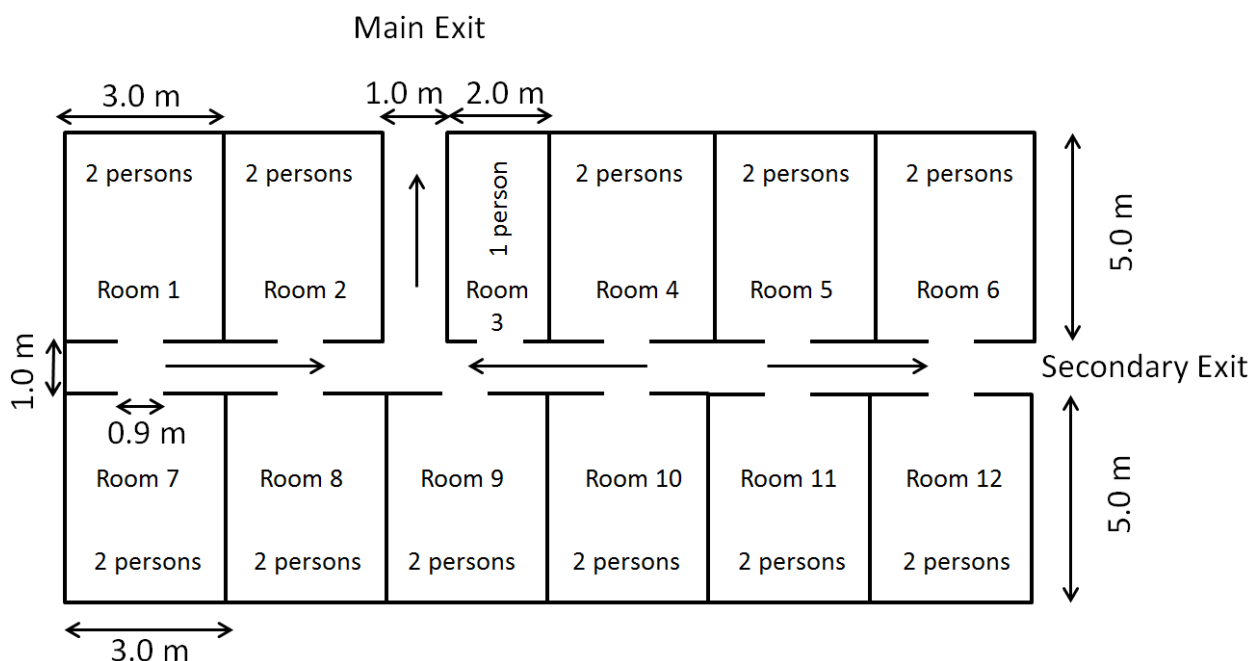 Main Exit
3.0 m
1.0 m
2.0 m
2 persons
2 persons
1 person
2 persons
2 persons
2 persons
5.0 m
Room 1
Room 2
Room
3
Room 4
Room 5
Room 6
1.0 m
Secondary Exit
0.9 m
Room 7
Room 8
Room 9
Room 10
Room 11
Room 12
5.0 m
2 persons
2 persons
2 persons
2 persons
2 persons
2 persons
3.0 m